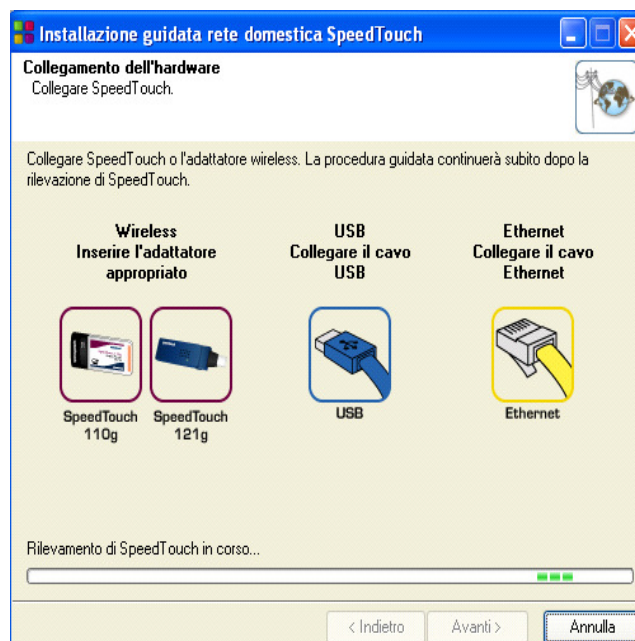 Installazione guidata rete domestica SpeedTouch
Collegamento dell'hardware
Collegare SpeedTouch.
Collegare SpeedTouch o l'adattatore wireless. La procedura guidata continuerà subito dopo la
rilevazione di SpeedTouch.
Wireless
Inserire l'adattatore
appropriato
USB
Collegare il cavo
USB
Ethernet
Collegare il cavo
Ethernet
SpeedTouch
110g
SpeedTouch
121g
USB
Ethernet
Rilevamento di SpeedTouch in corso...
< Indietro
Avanti >
Annulla